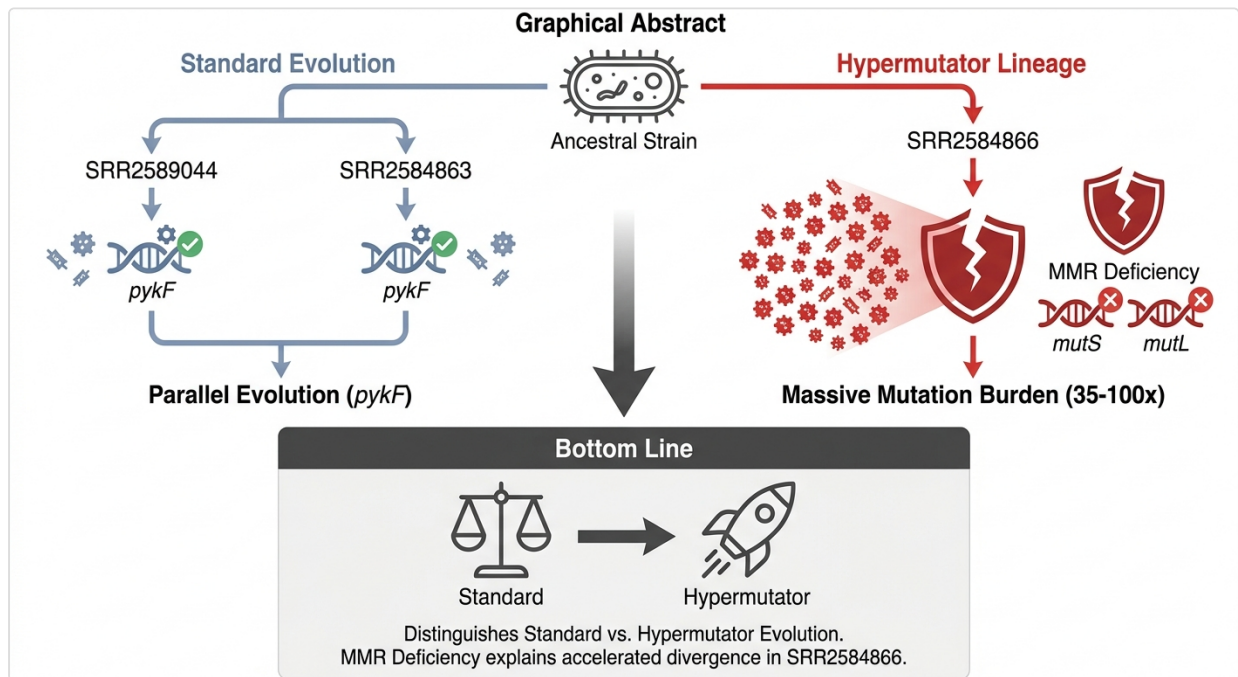 Graphical Abstract
Standard Evolution
Hypermutator Lineage
Ancestral Strain
SRR2589044
SRR2584863
SRR2584866
pykF
pykF
MMR Deficiency
mutS
mutL
Parallel Evolution (pykF)
Massive Mutation Burden (35-100x)
Bottom Line
Standard
Hypermutator
Distinguishes Standard vs. Hypermutator Evolution.
MMR Deficiency explains accelerated divergence in SRR2584866.